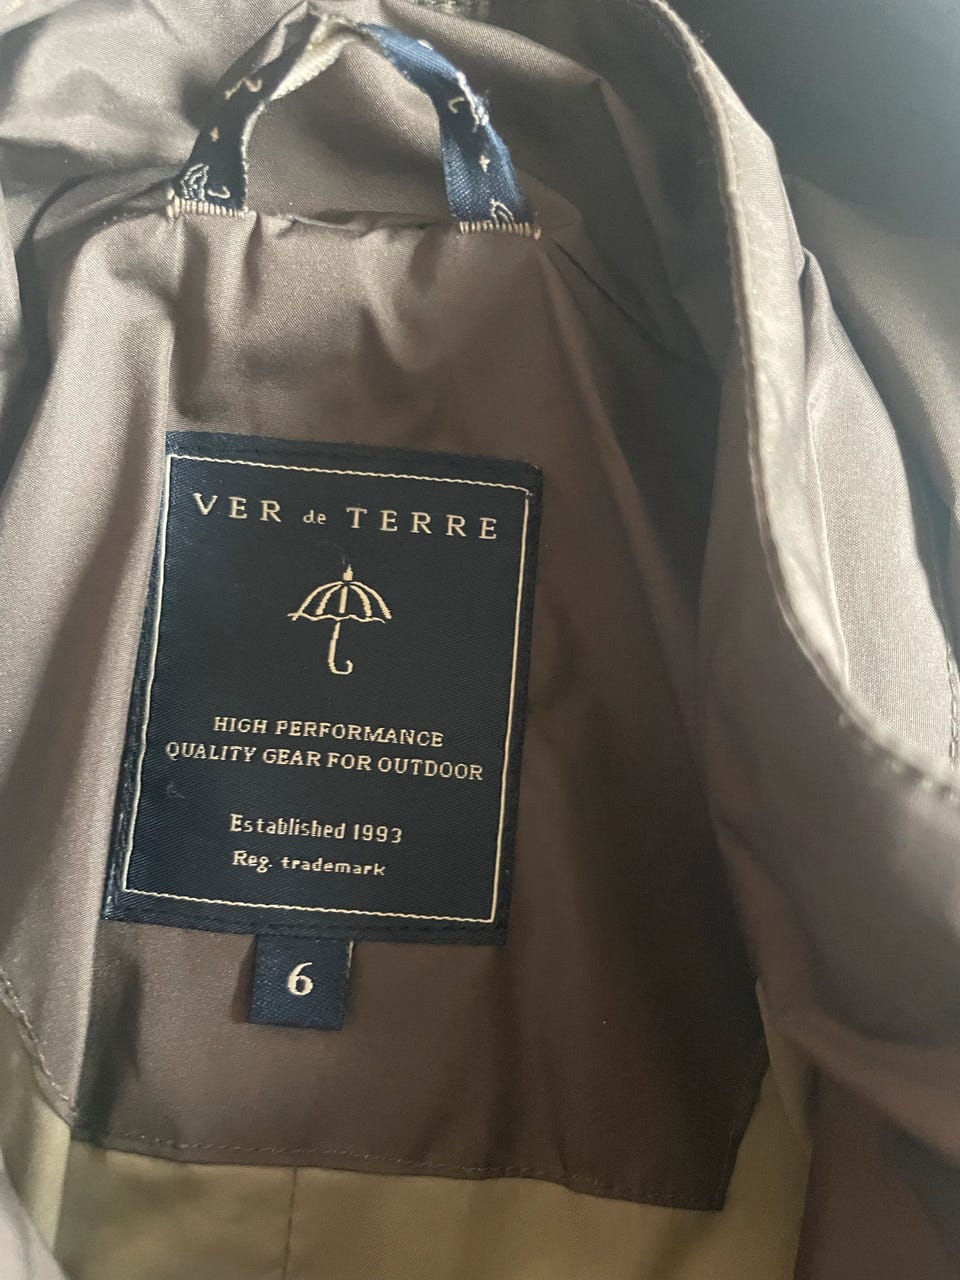 VER de TERRE
HIGH PERFORMANCE
QUALITY GEAR FOR OUTDOOR
Established 1993
Reg. trademark
6